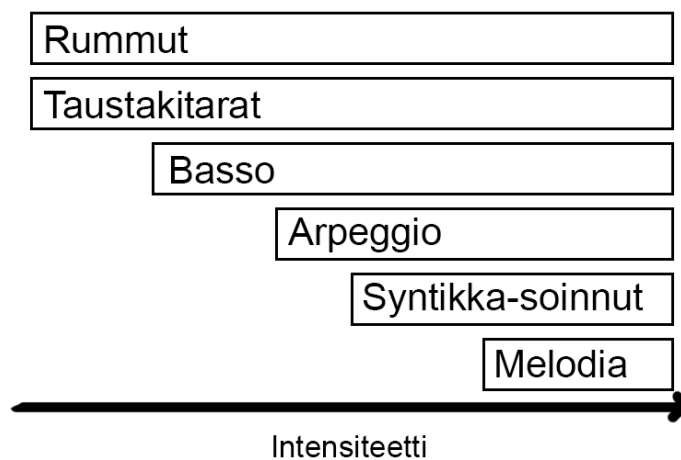 Rummut
Taustakitarat
Basso
Arpeggio
Syntikka-soinnut
Melodia
Intensiteetti